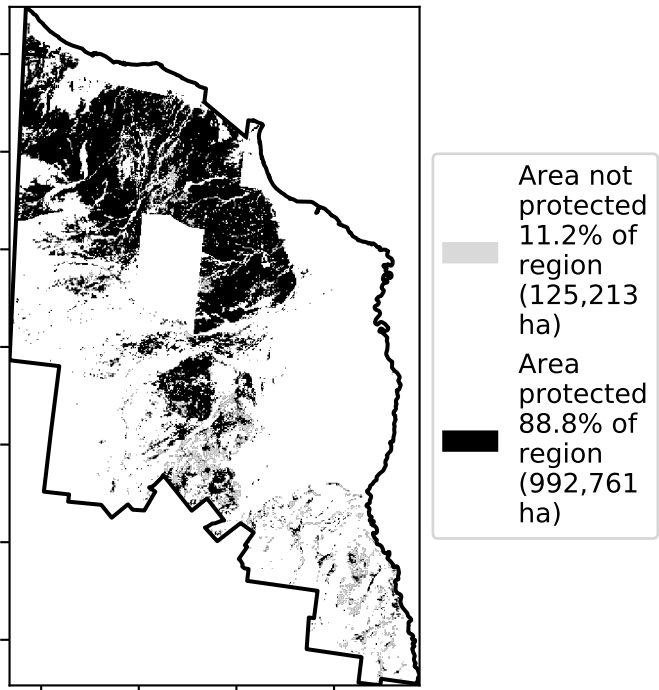 Area not
protected
11.2% of
region
(125,213
ha)
Area
protected
88.8% of
region
(992,761
ha)